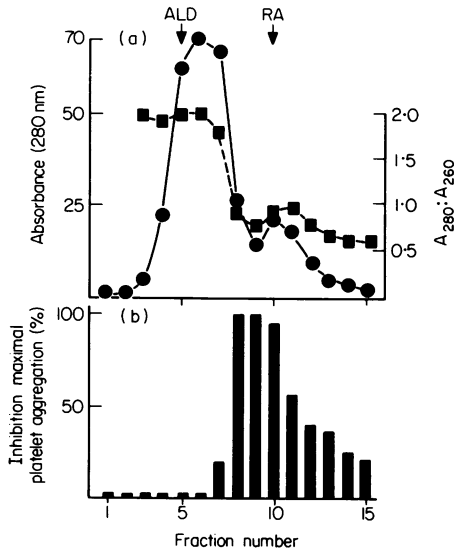 ALD RA
(a)
70
50
25
Absorbance (280 nm)
2.0
1.5
1.0
0.5
A280:A260
(b)
100
50
Inhibition maximal
platelet aggregation (%)
1 5 10 15
Fraction number